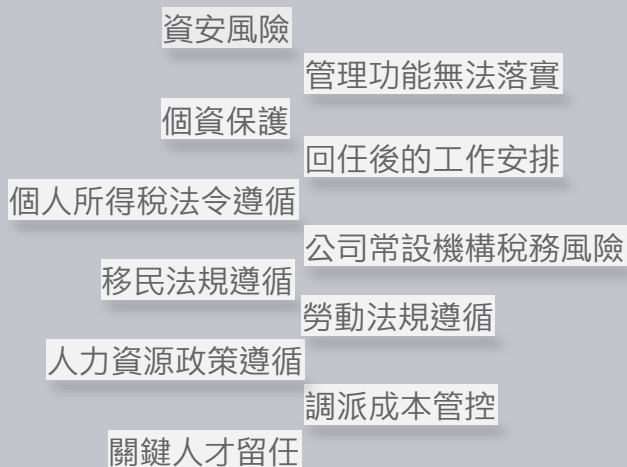 資安風險
管理功能無法落實
個資保護
回任後的工作安排
個人所得稅法令遵循
公司常設機構稅務風險
移民法規遵循
勞動法規遵循
人力資源政策遵循
調派成本管控
關鍵人才留任